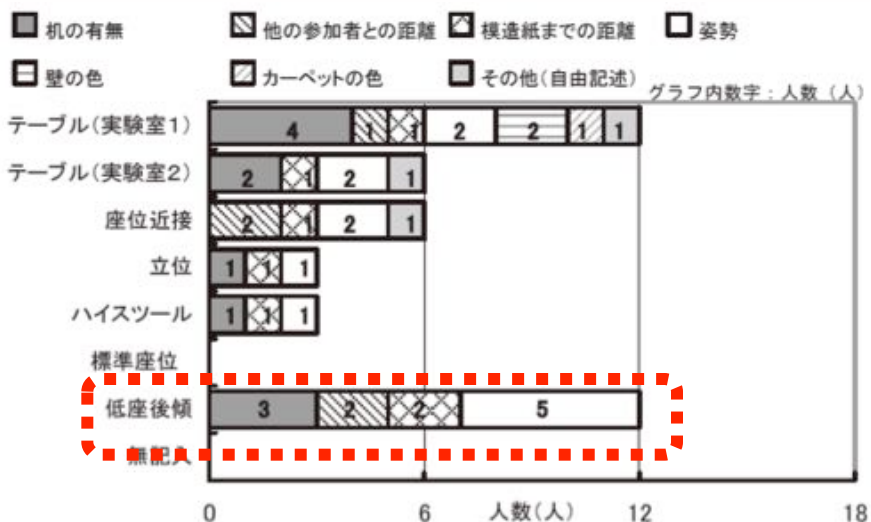 机の有無 他の参加者との距離 模造紙までの距離 姿勢
壁の色 カーペットの色 その他(自由記述)
グラフ内数字:人数(人)
テーブル(実験室1) 4 1 1 2 2 1 1
テーブル(実験室2) 2 1 2 1
座位近接 2 1 2 1
立位 1 1 1
ハイスツール 1 1 1
標準座位
低座後傾 3 2 2 5
無記入
0 6 人数(人) 12 18